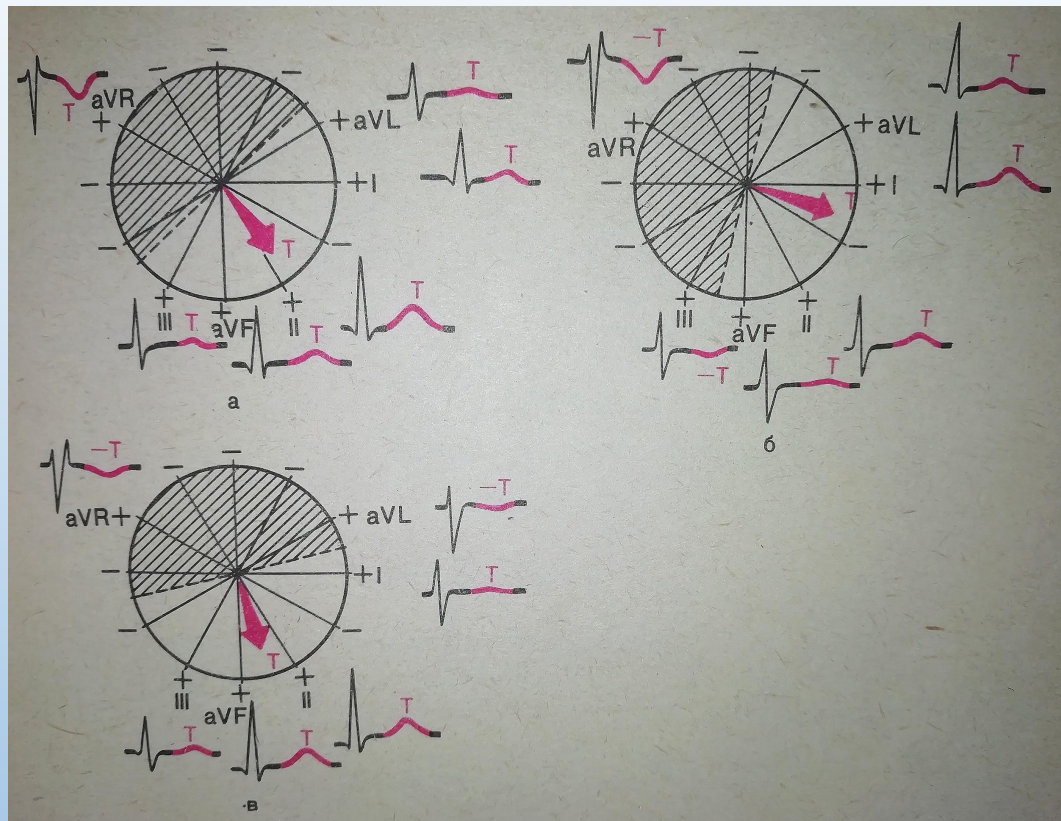 −
−
−
T
aVR
+
T
+ aVL
−
+ I
T
−
−
T
+
III
T
+
aVF
T
+
II
T
а
−T
−
−
−
T
+
aVR
+ aVL
−
+ I
T
T
−
−
+
III
−T
+
aVF
T
+
II
T
б
−T
−
−
−
−T
aVR +
+ aVL
−
+ I
T
−
−
T
+
III
T
+
aVF
T
+
II
T
в